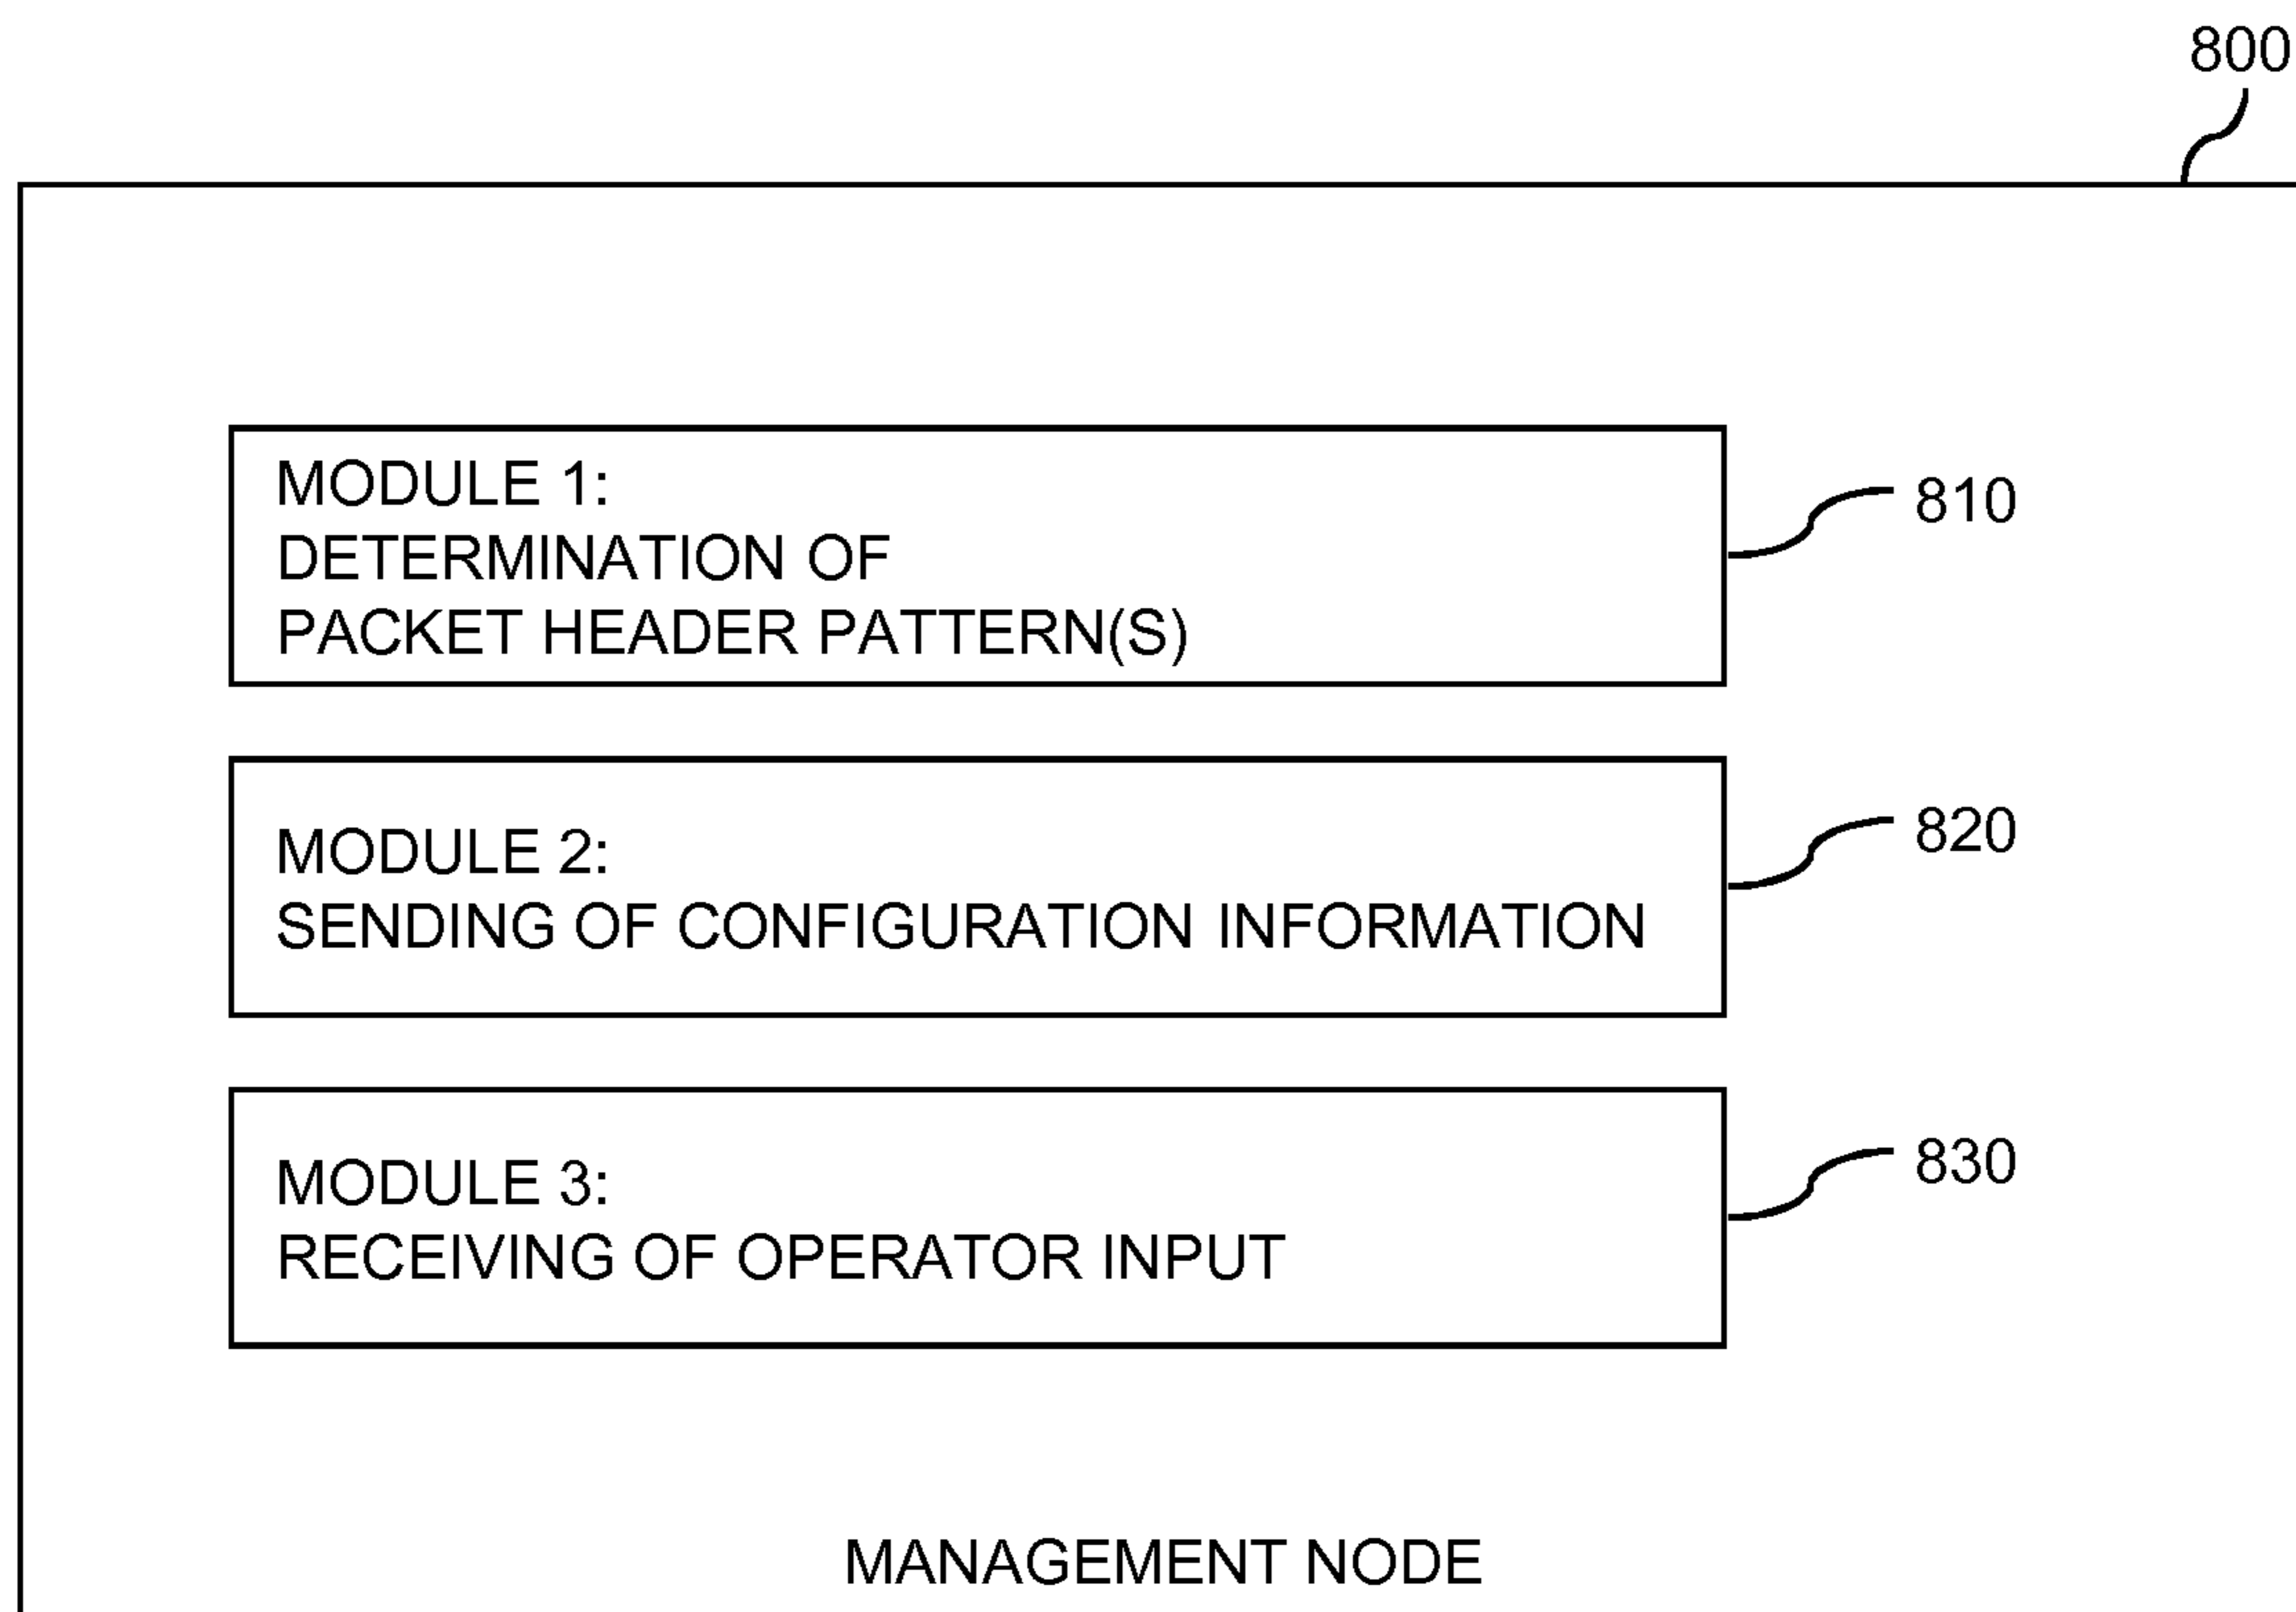 800
MODULE 1:
DETERMINATION OF
PACKET HEADER PATTERN(S)
810
MODULE 2:
SENDING OF CONFIGURATION INFORMATION
820
MODULE 3:
RECEIVING OF OPERATOR INPUT
830
MANAGEMENT NODE